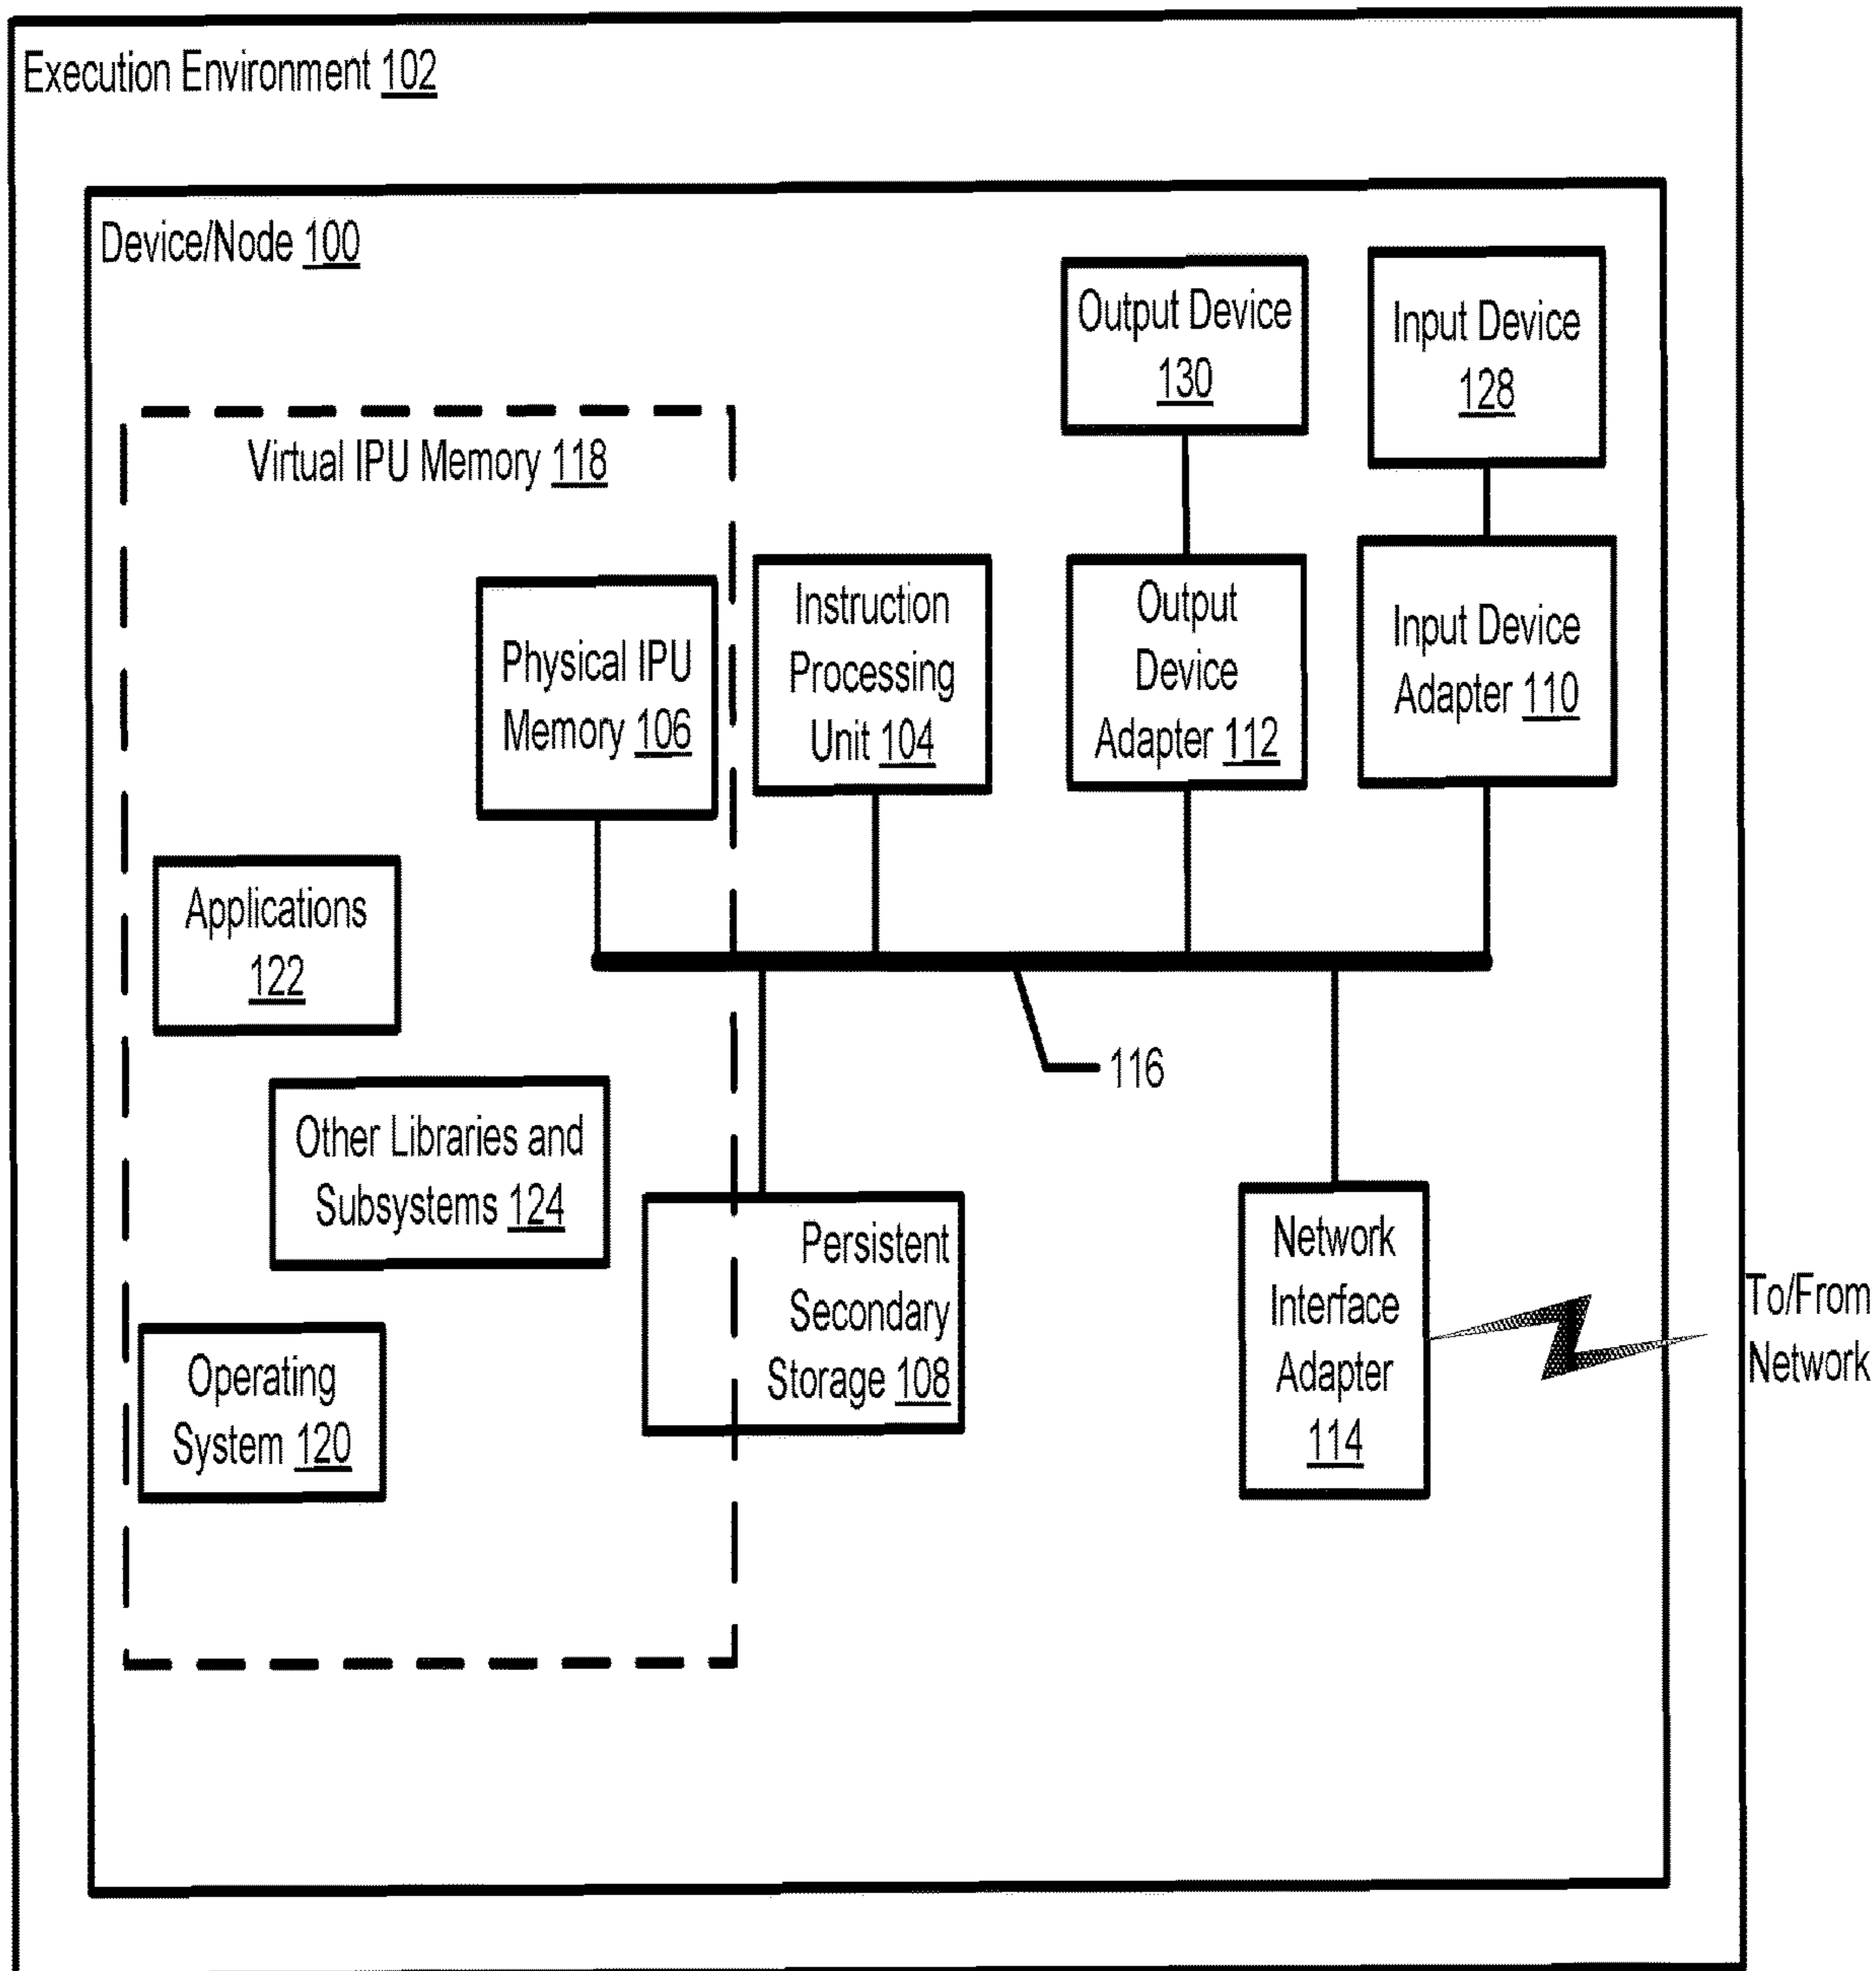 Execution Environment 102
Device/Node 100
Output Device
130
Input Device
128
Virtual IPU Memory 118
Physical IPU
Memory 106
Instruction
Processing
Unit 104
Output
Device
Adapter 112
Input Device
Adapter 110
Applications
122
116
Other Libraries and
Subsystems 124
Persistent
Secondary
Storage 108
Network
Interface
Adapter
114
To/From
Network
Operating
System 120